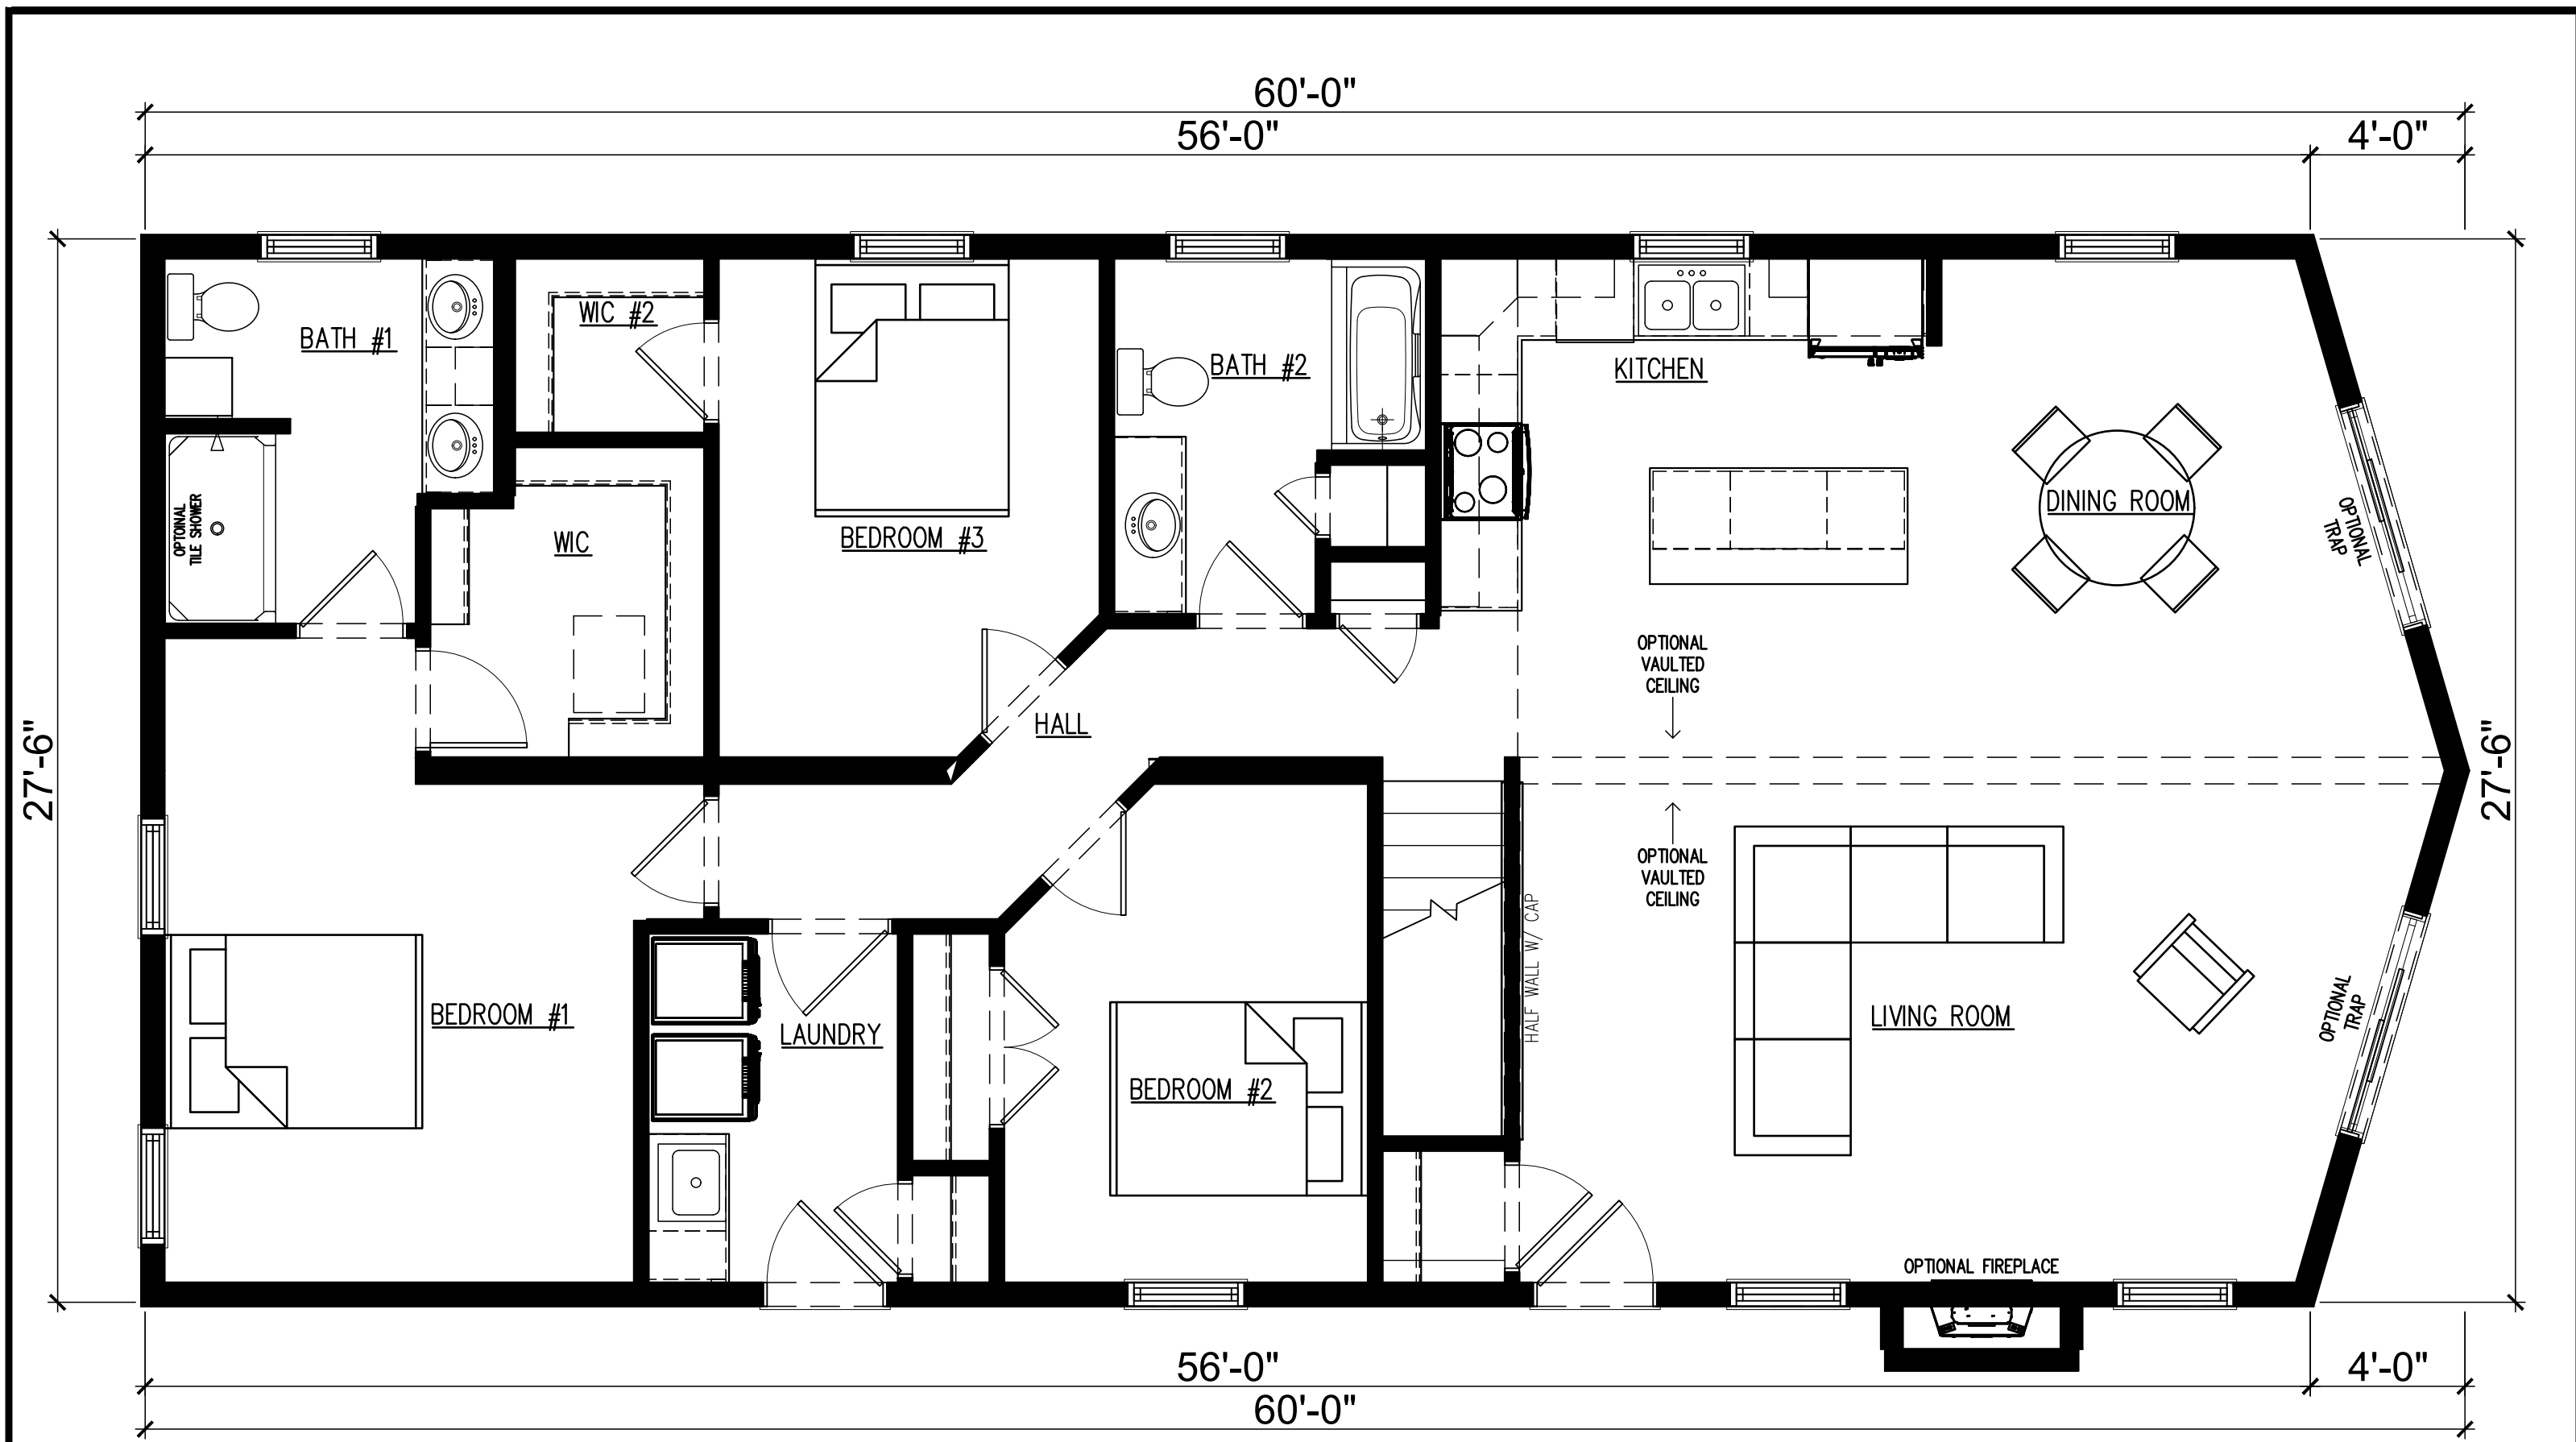 60'-0"
56'-0"
4'-0"
27'-6"
27'-6"
BATH #1
WIC #2
BATH #2
KITCHEN
OPTOINAL
TILE SHOWER
WIC
BEDROOM #3
DINING ROOM
OPTIONAL
TRAP
OPTIONAL
VAULTED
CEILING
HALL
OPTIONAL
VAULTED
CEILING
HALF WALL W/ CAP
BEDROOM #1
LAUNDRY
BEDROOM #2
LIVING ROOM
OPTIONAL
TRAP
OPTIONAL FIREPLACE
56'-0"
4'-0"
60'-0"